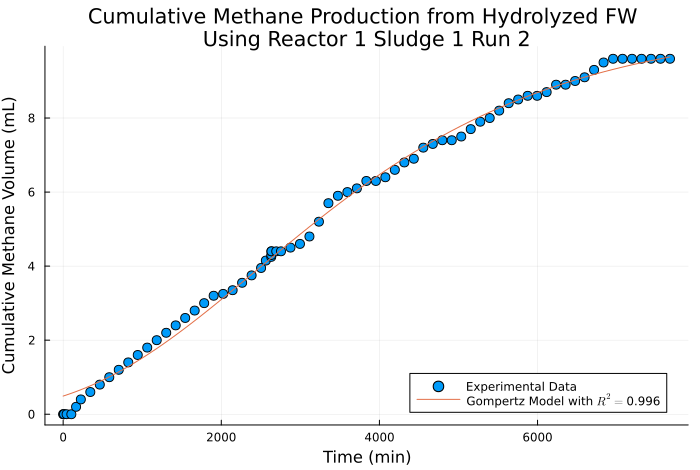 Cumulative Methane Production from Hydrolyzed FW
Using Reactor 1 Sludge 1 Run 2
Cumulative Methane Volume (mL)
8
6
4
2
0
0 2000 4000 6000
Time (min)
Experimental Data
Gompertz Model with R² = 0.996